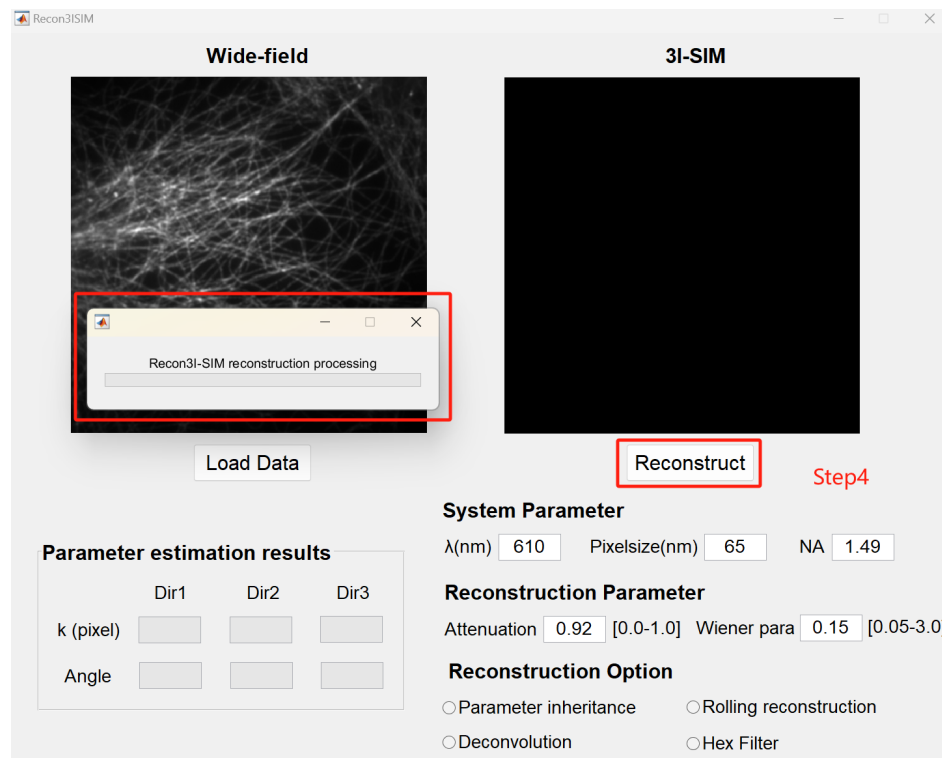 Recon3ISIM
Wide-field
3I-SIM
Recon3I-SIM reconstruction processing
Load Data
Reconstruct
Step4
System Parameter
λ(nm) 610 Pixelsize(nm) 65 NA 1.49
Parameter estimation results
Dir1 Dir2 Dir3
k (pixel)
Angle
Reconstruction Parameter
Attenuation 0.92 [0.0-1.0] Wiener para 0.15 [0.05-3.0]
Reconstruction Option
Parameter inheritance Rolling reconstruction
Deconvolution Hex Filter